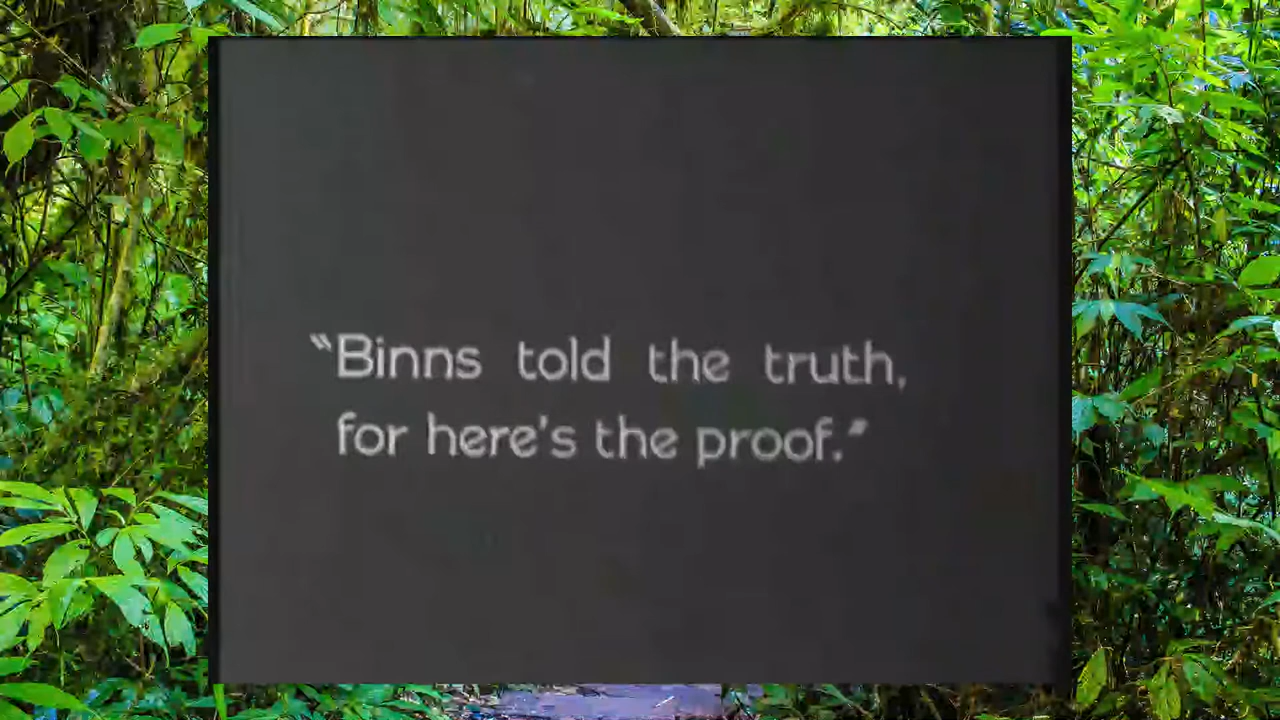 “Binns told the truth,
for here's the proof.”